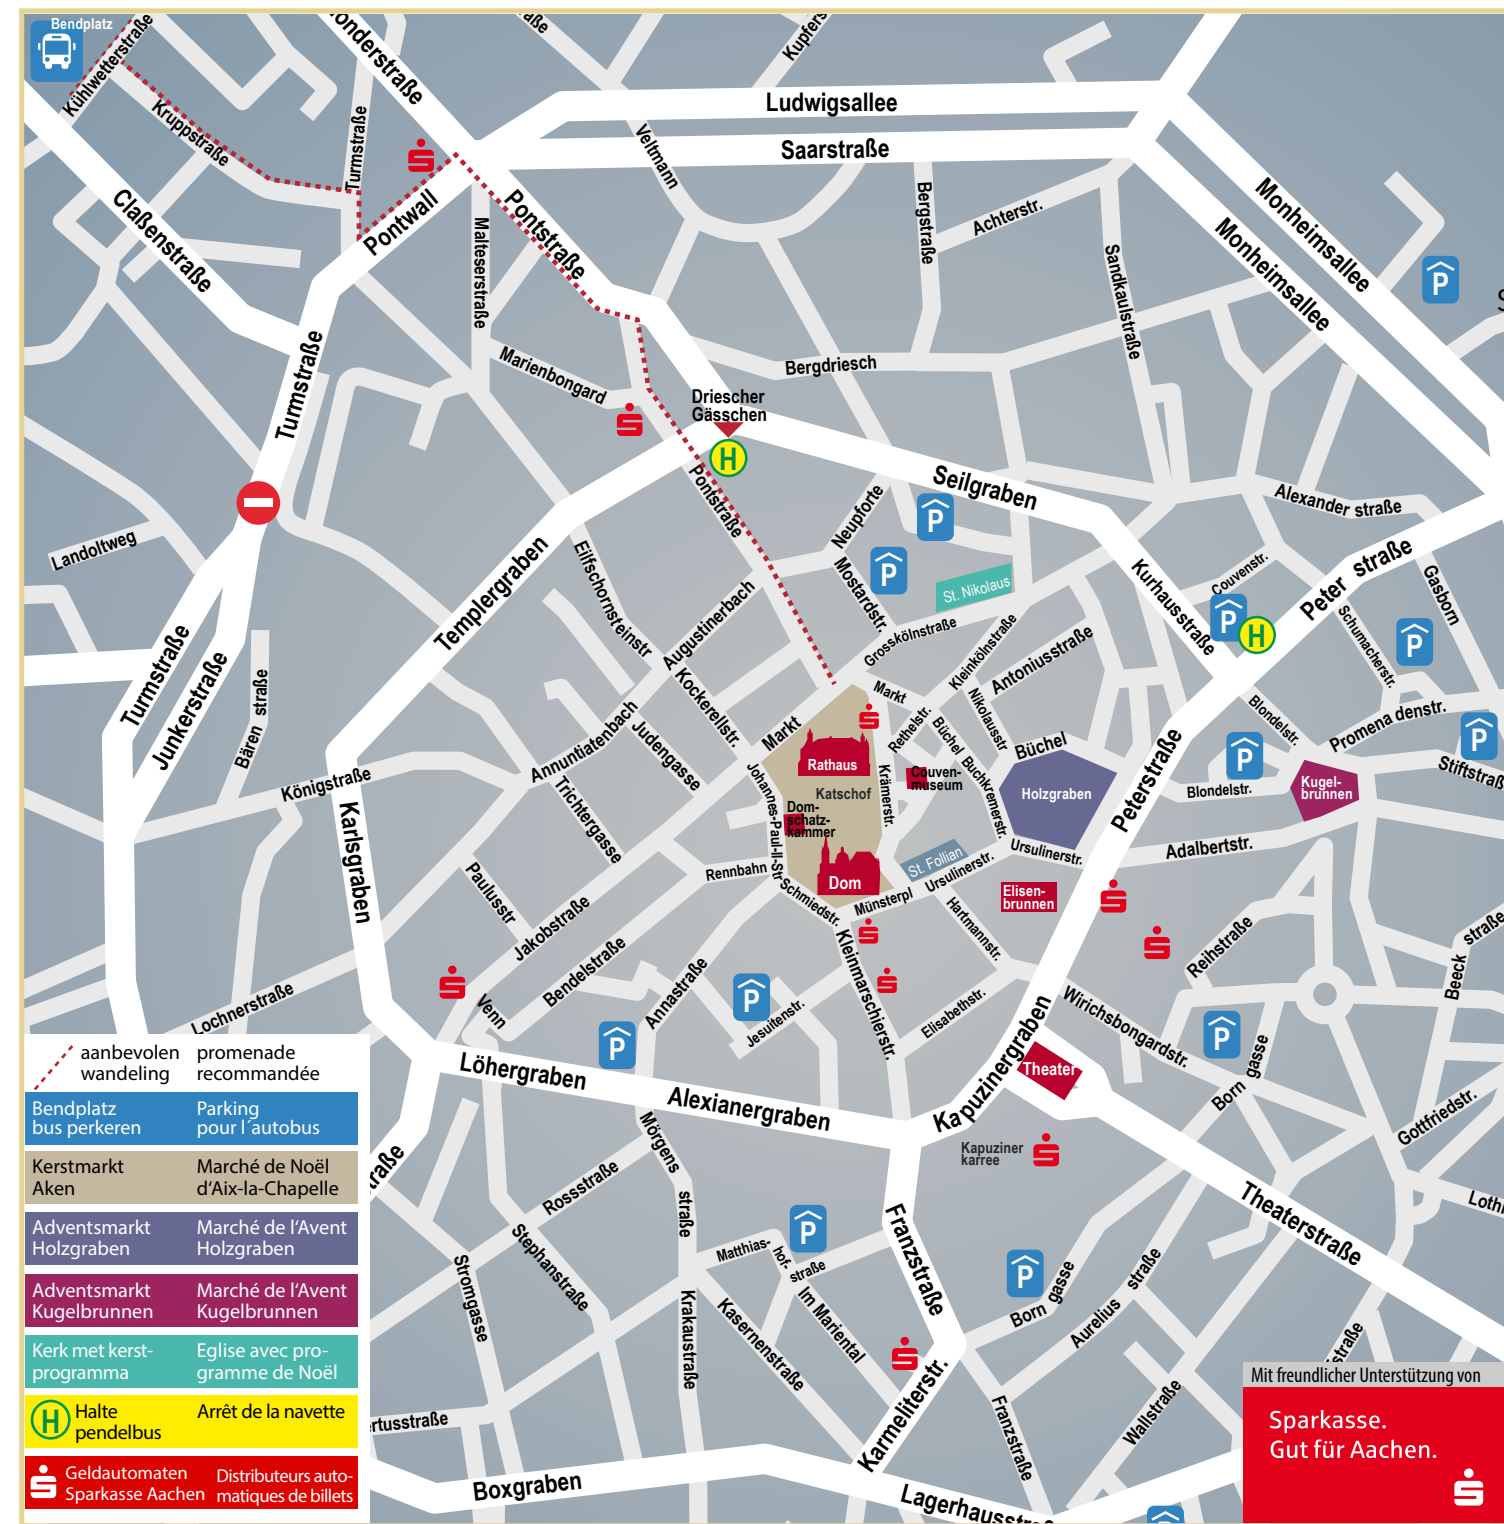 Bendplatz
Kühlwetterstraße
Kruppstraße
Turmstraße
Pontwall
Claßenstraße
Malteserstraße
Pontstraße
Veltmann
Ludwigsallee
Saarstraße
Bergstraße
Achterstr.
Sandkaulstraße
Monheimsallee
Monheimsallee
P
Turmstraße
Marienbongard
Bergdriesch
Driescher
Gässchen
H
Pontstraße
Seilgraben
Neupforte
P
P
Mostardstr.
St. Nikolaus
Alexander straße
Couvenstr.
Peter straße
Gasborn
Kurhausstraße
P
H
Schumacherstr.
P
Landoltweg
Templergraben
Eilfschornsteinstr
Augustinerbach
Grosskölnstraße
Kleinkölnstraße
Antoniusstraße
Turmstraße
Junkerstraße
Bären straße
Kockerellstr.
Markt
Markt
Rethelstr.
Nikolausstr
Büchel
Büchel
Blondelstr.
Promena denstr.
P
Stiftstraß
P
Annuntiatenbach
Judengasse
Königstraße
Trichtergasse
Johannes-Paul-II-Str
Rathaus
Katschof
Krämerstr.
Couven-
museum
Buchkremerstr.
Holzgraben
Peterstraße
Blondelstr.
Kugel-
brunnen
Dom-
schatz-
kammer
Karlsgraben
Paulusstr
Rennbahn
Dom
St. Follian
Ursulinerstr.
Ursulinerstr.
Adalbertstr.
Schmiedstr.
Münsterpl
Elisen-
brunnen
Hartmannstr.
Jakobstraße
Bendelstraße
Annastraße
Kleinmarschierstr.
Reihstraße
Beeck
straße
Lochnerstraße
Venn
P
P
Jesuitenstr.
Elisabethstr.
Wirichsbongardstr.
P
Born gasse
Löhergraben
Alexianergraben
Kapuzinergraben
Theater
Gottfriedstr.
Kapuziner
karree
Mörgens
straße
Rossstraße
Stephanstraße
Stromgasse
Matthias-
hof-
straße
P
Im Mariental
Franzstraße
P
Born gasse
Aurelius straße
Theaterstraße
Krakaustraße
Kasernenstraße
Karmeliterstr.
Franzstraße
Wallstraße
Boxgraben
P
aanbevolen
wandeling
promenade
recommandée
Bendplatz
bus perkeren
Parking
pour l´autobus
Kerstmarkt
Aken
Marché de Noël
d‘Aix-la-Chapelle
Adventsmarkt
Holzgraben
Marché de l‘Avent
Holzgraben
Adventsmarkt
Kugelbrunnen
Marché de l‘Avent
Kugelbrunnen
Kerk met kerst-
programma
Eglise avec pro-
gramme de Noël
H
Halte
pendelbus
Arrêt de la navette
Geldautomaten
Sparkasse Aachen
Distributeurs auto-
matiques de billets
Mit freundlicher Unterstützung von
Sparkasse.
Gut für Aachen.